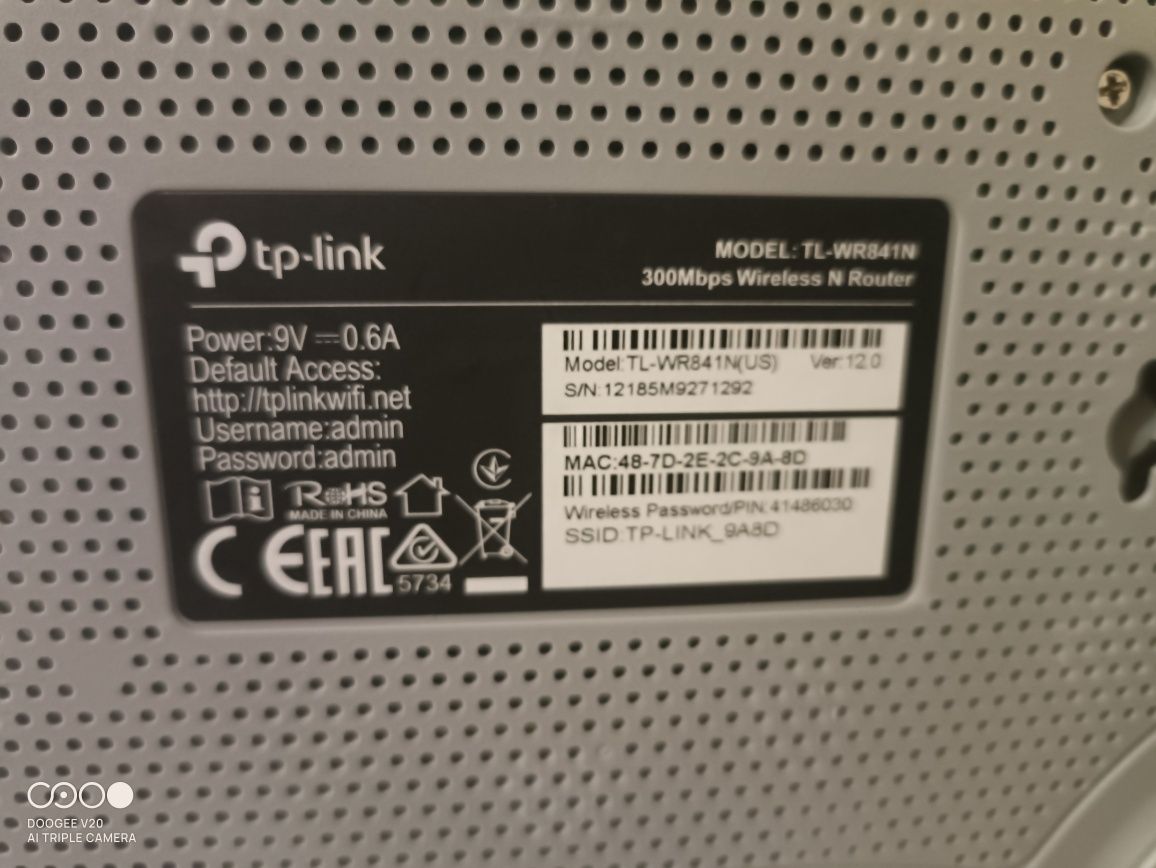 tp-link
MODEL: TL-WR841N
300Mbps Wireless N Router
Power:9V ⎓ 0.6A
Default Access:
http://tplinkwifi.net
Username:admin
Password:admin
i
RoHS
MADE IN CHINA
CE EAC
5734
Model:TL-WR841N(US) Ver:12.0
S/N:12185M9271292
MAC:48-7D-2E-2C-9A-8D
Wireless Password/PIN:41486030
SSID:TP-LINK_9A8D
DOOGEE V20
AI TRIPLE CAMERA